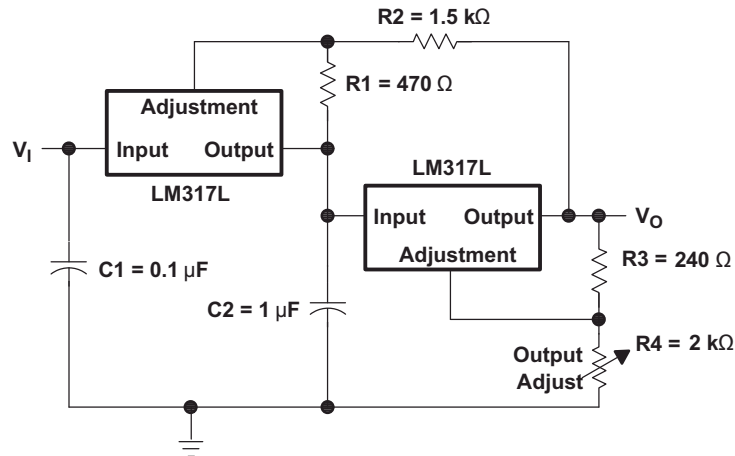 R2 = 1.5 kΩ
R1 = 470 Ω
Adjustment
VI
Input Output
LM317L
LM317L
Input Output
VO
Adjustment
R3 = 240 Ω
C1 = 0.1 µF
C2 = 1 µF
Output
Adjust
R4 = 2 kΩ